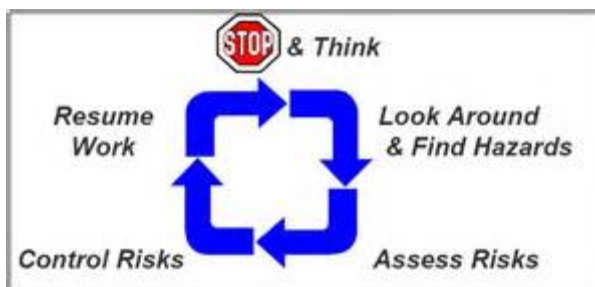 STOP & Think
Look Around
& Find Hazards
Assess Risks
Control Risks
Resume
Work